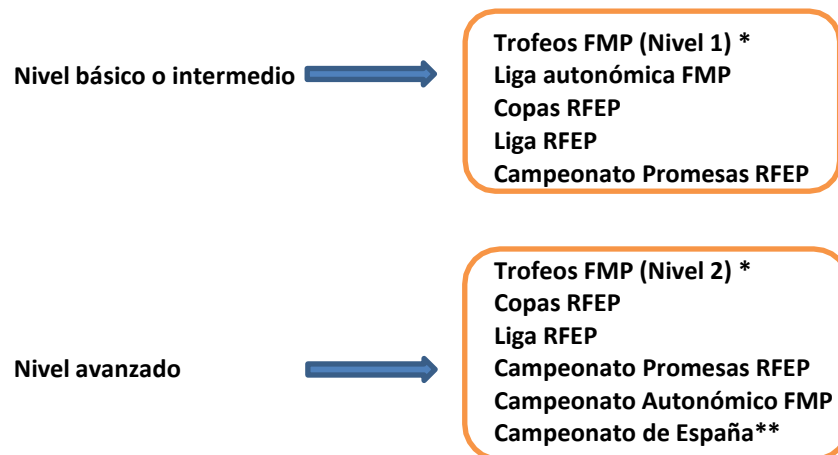 Nivel básico o intermedio
Trofeos FMP (Nivel 1) *
Liga autonómica FMP
Copas RFEP
Liga RFEP
Campeonato Promesas RFEP
Nivel avanzado
Trofeos FMP (Nivel 2) *
Copas RFEP
Liga RFEP
Campeonato Promesas RFEP
Campeonato Autonómico FMP
Campeonato de España**